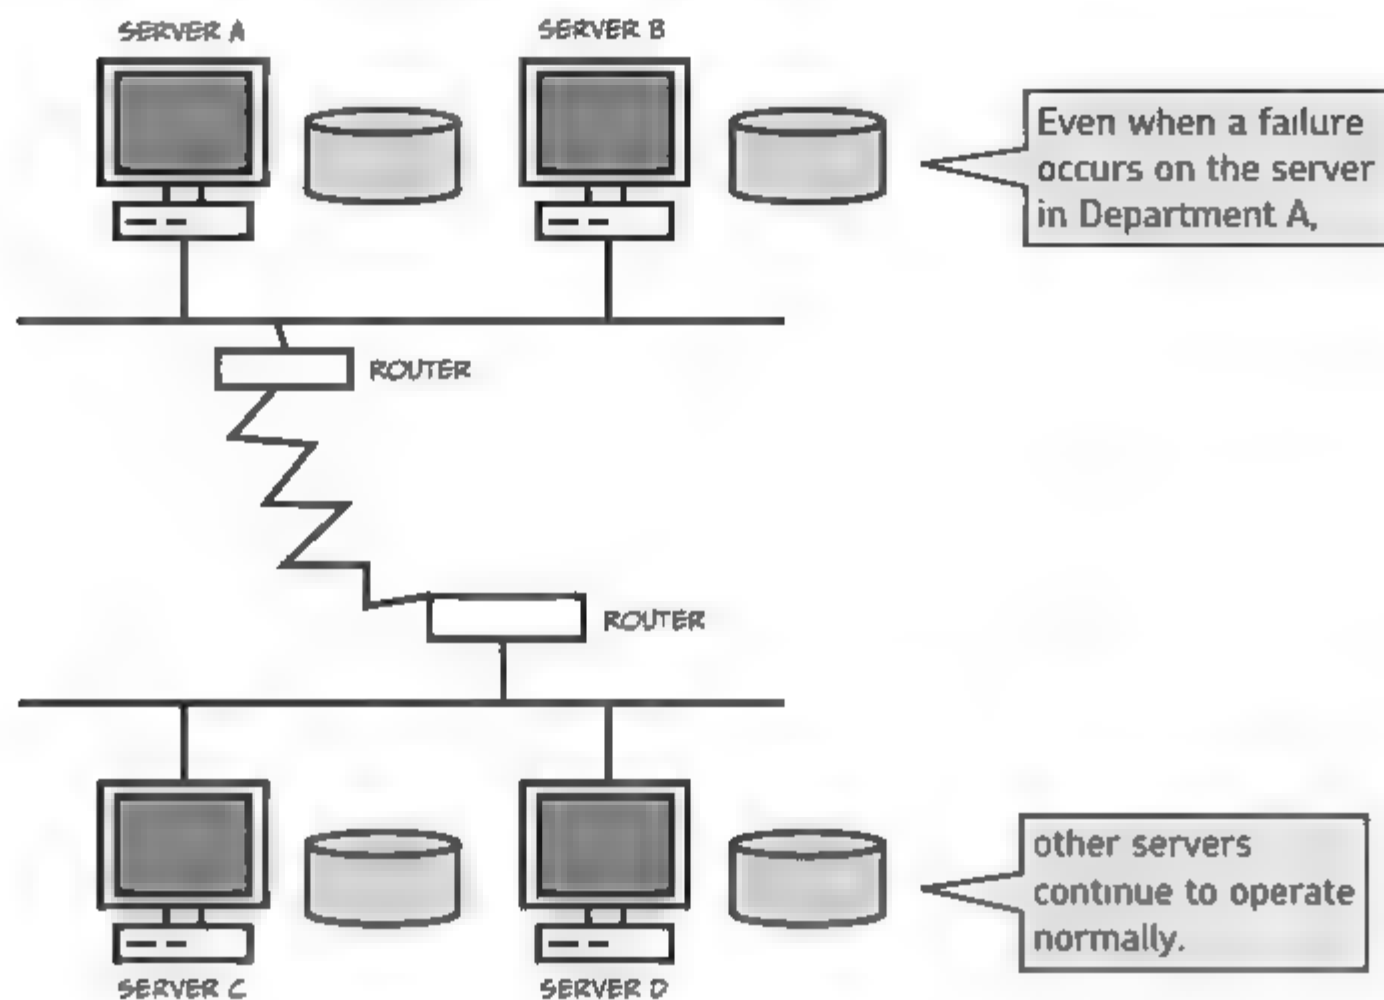 SERVER A
SERVER B
Even when a failure
occurs on the server
in Department A,
ROUTER
ROUTER
other servers
continue to operate
normally.
SERVER C
SERVER D